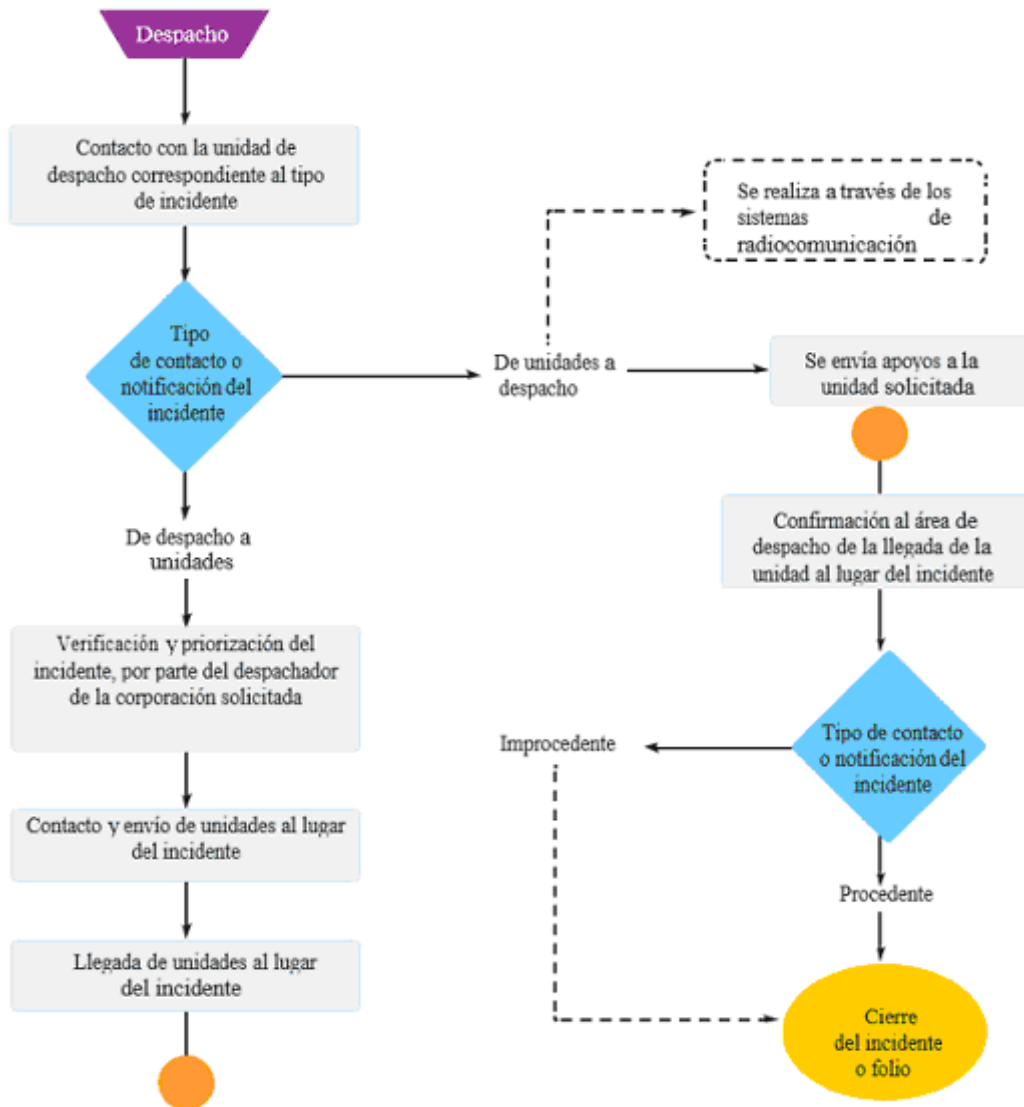 Despacho
Contacto con la unidad de
despacho correspondiente al tipo
de incidente
Se realiza a través de los
sistemas de
radiocomunicación
Tipo
de contacto o
notificación del
incidente
De unidades a
despacho
Se envía apoyos a la
unidad solicitada
De despacho a
unidades
Confirmación al área de
despacho de la llegada de la
unidad al lugar del incidente
Verificación y priorización del
incidente, por parte del despachador
de la corporación solicitada
Improcedente
Tipo de contacto
o notificación del
incidente
Contacto y envío de unidades al lugar
del incidente
Procedente
Llegada de unidades al lugar
del incidente
Cierre
del incidente
o folio